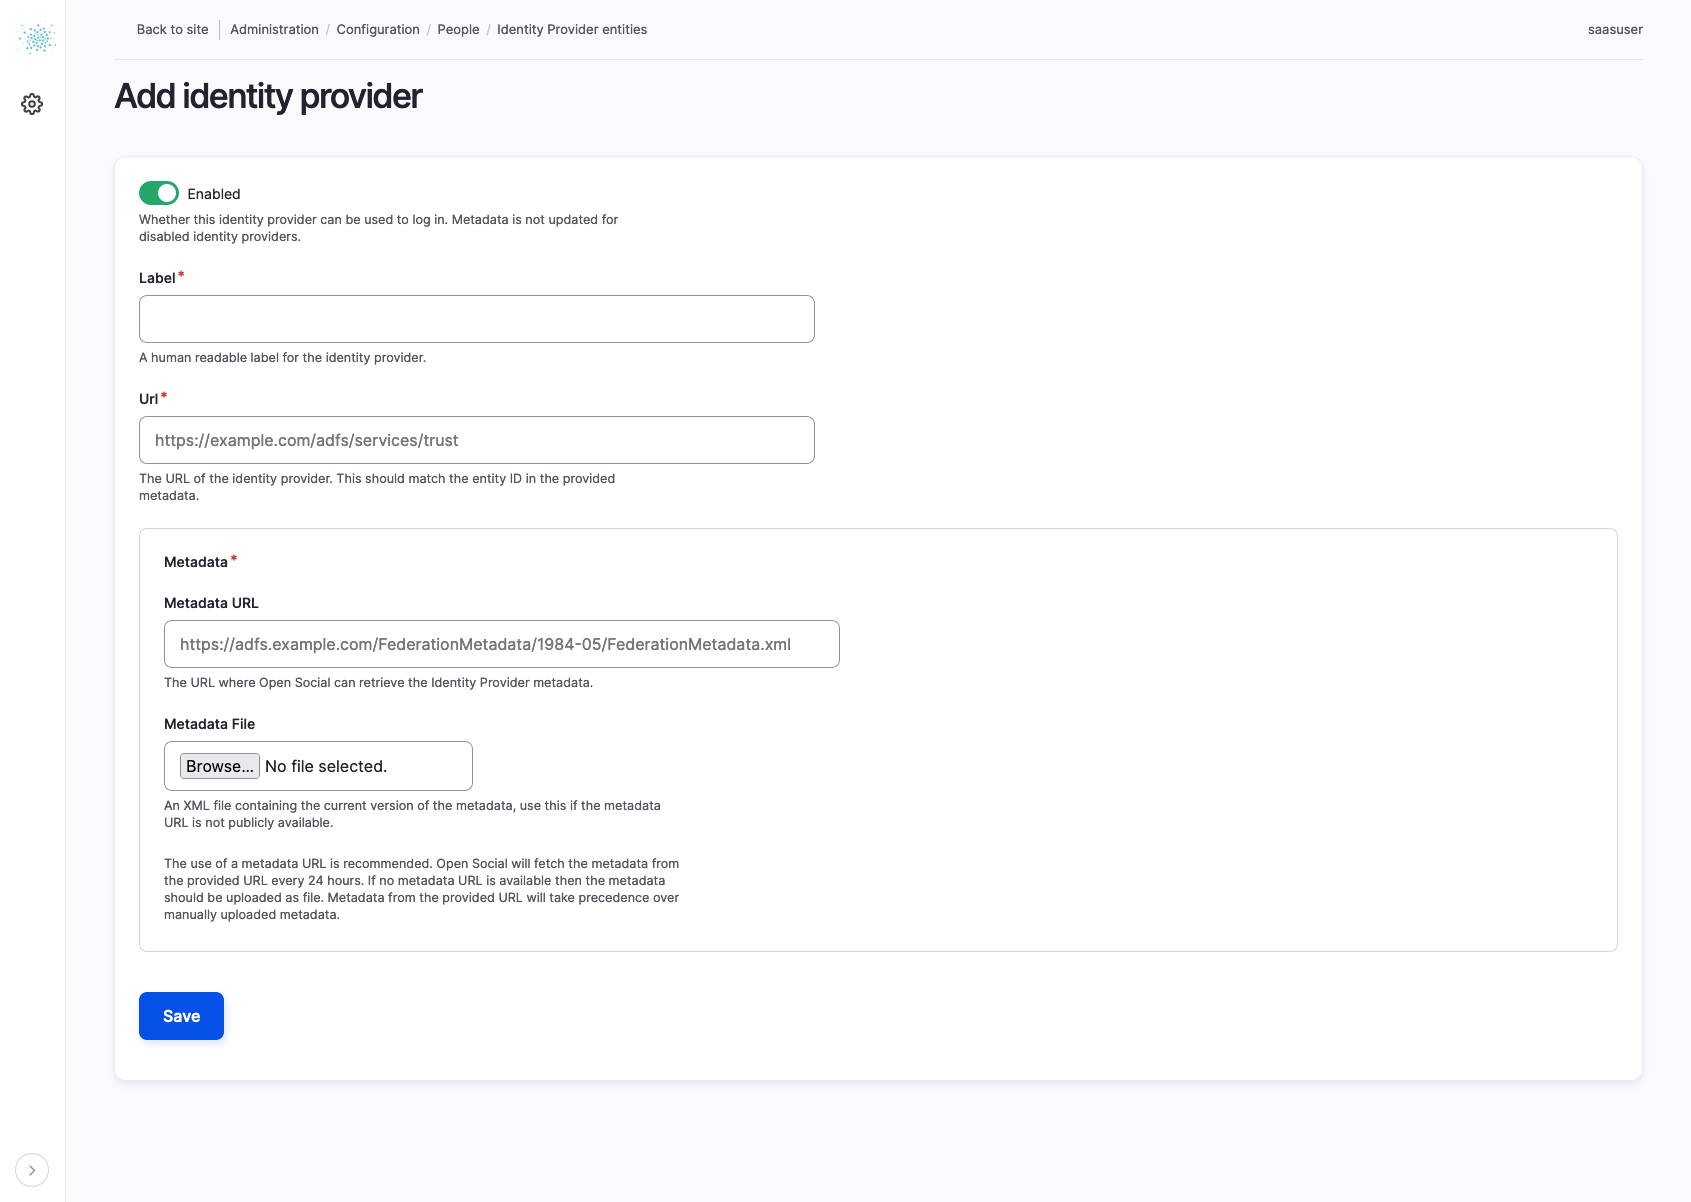 Back to site Administration / Configuration / People / Identity Provider entities saasuser
Add identity provider
Enabled
Whether this identity provider can be used to log in. Metadata is not updated for
disabled identity providers.
Label*
A human readable label for the identity provider.
Url*
https://example.com/adfs/services/trust
The URL of the identity provider. This should match the entity ID in the provided
metadata.
Metadata*
Metadata URL
https://adfs.example.com/FederationMetadata/1984-05/FederationMetadata.xml
The URL where Open Social can retrieve the Identity Provider metadata.
Metadata File
Browse... No file selected.
An XML file containing the current version of the metadata, use this if the metadata
URL is not publicly available.
The use of a metadata URL is recommended. Open Social will fetch the metadata from
the provided URL every 24 hours. If no metadata URL is available then the metadata
should be uploaded as file. Metadata from the provided URL will take precedence over
manually uploaded metadata.
Save